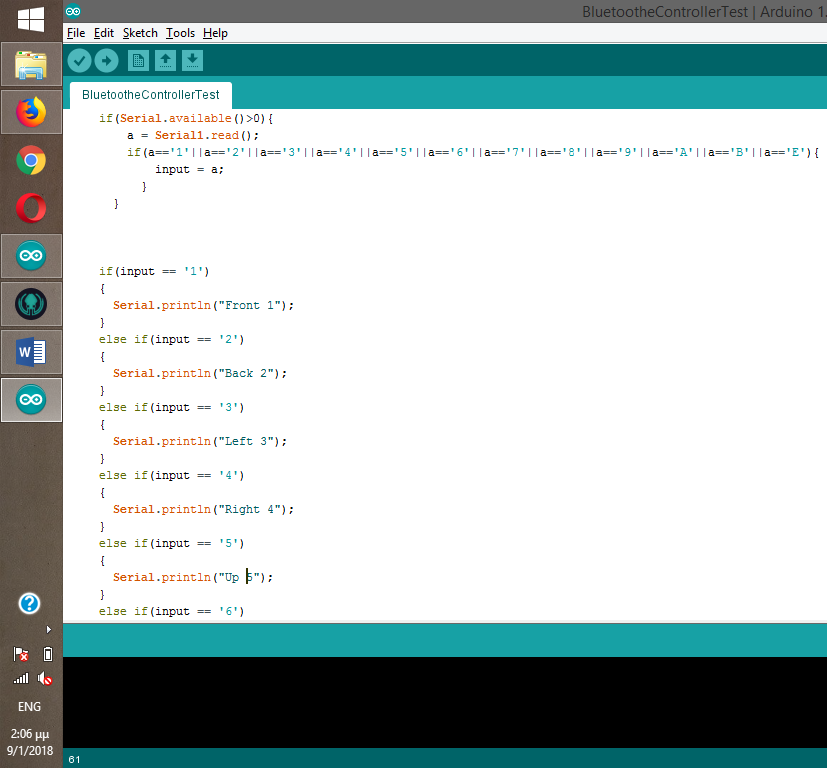 BluetootheControllerTest | Arduino 1.
File Edit Sketch Tools Help
BluetootheControllerTest
if(Serial.available()>0){
a = Serial1.read();
if(a=='1'||a=='2'||a=='3'||a=='4'||a=='5'||a=='6'||a=='7'||a=='8'||a=='9'||a=='A'||a=='B'||a=='E'){
input = a;
}
}
if(input == '1')
{
Serial.println("Front 1");
}
else if(input == '2')
{
Serial.println("Back 2");
}
else if(input == '3')
{
Serial.println("Left 3");
}
else if(input == '4')
{
Serial.println("Right 4");
}
else if(input == '5')
{
Serial.println("Up 5");
}
else if(input == '6')
W
?
ENG
2:06 μμ
9/1/2018
61